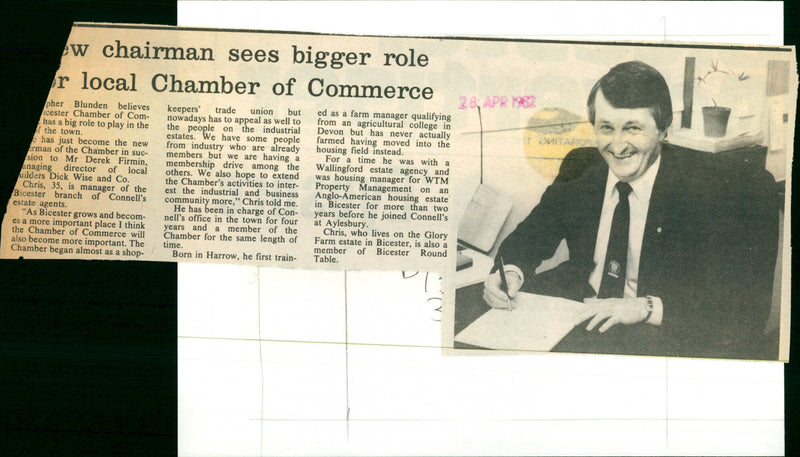 ew chairman sees bigger role
r local Chamber of Commerce
pher Blunden believes
cester Chamber of Com-
has a big role to play in the
f the town.
has just become the new
rman of the Chamber in suc-
sion to Mr Derek Firmin,
anaging director of local
uilders Dick Wise and Co.
Chris, 35, is manager of the
Bicester branch of Connell's
estate agents.
"As Bicester grows and becom-
es a more important place I think
the Chamber of Commerce will
also become more important. The
Chamber began almost as a shop-
keepers' trade union but
nowadays has to appeal as well to
the people on the industrial
estates. We have some people
from industry who are already
members but we are having a
membership drive among the
others. We also hope to extend
the Chamber's activities to inter-
est the industrial and business
community more," Chris told me.
He has been in charge of Con-
nell's office in the town for four
years and a member of the
Chamber for the same length of
time.
Born in Harrow, he first train-
ed as a farm manager qualifying
from an agricultural college in
Devon but has never actually
farmed having moved into the
housing field instead.
For a time he was with a
Wallingford estate agency and
was housing manager for WTM
Property Management on an
Anglo-American housing estate
in Bicester for more than two
years before he joined Connell's
at Aylesbury.
Chris, who lives on the Glory
Farm estate in Bicester, is also a
member of Bicester Round
Table.
28 APR 1982